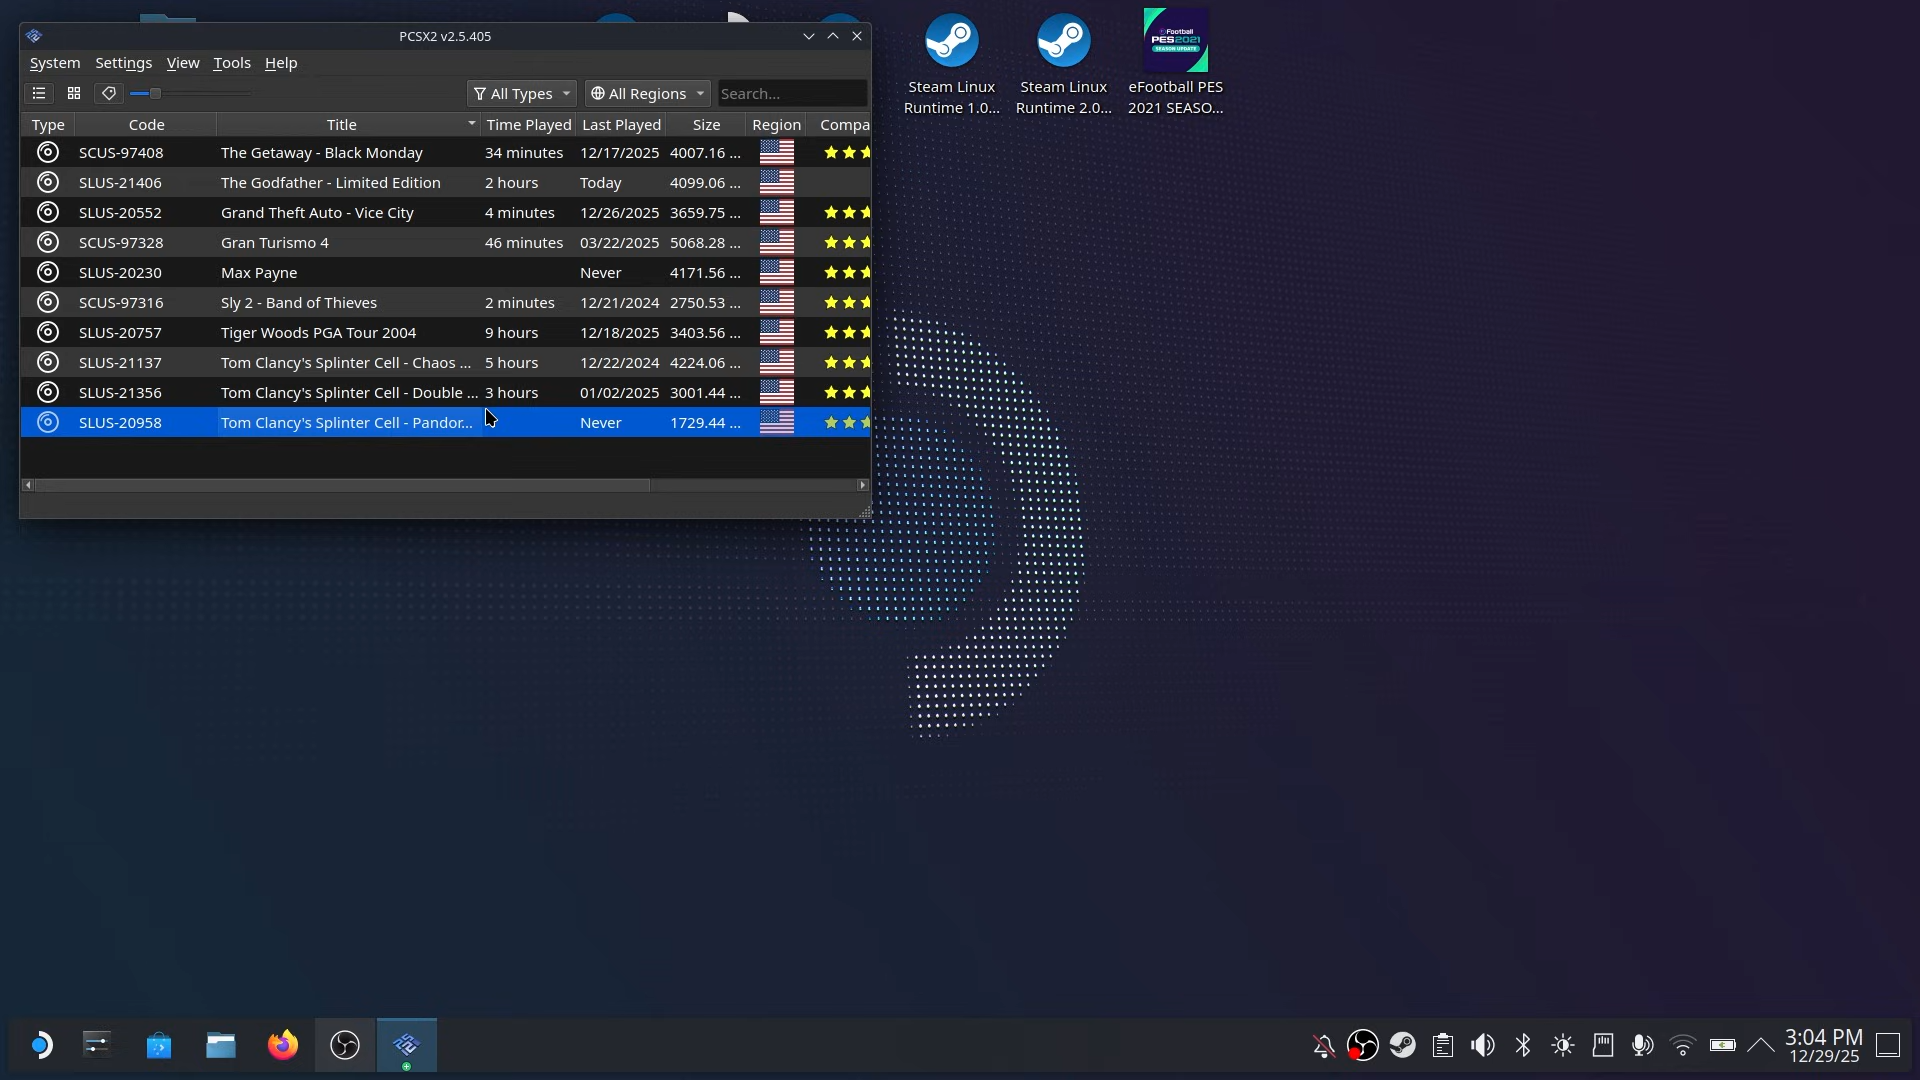 PCSX2 v2.5.405
System Settings View Tools Help
All Types All Regions Search...
Type Code Title Time Played Last Played Size Region Compa
SCUS-97408 The Getaway - Black Monday 34 minutes 12/17/2025 4007.16 ...
SLUS-21406 The Godfather - Limited Edition 2 hours Today 4099.06 ...
SLUS-20552 Grand Theft Auto - Vice City 4 minutes 12/26/2025 3659.75 ...
SCUS-97328 Gran Turismo 4 46 minutes 03/22/2025 5068.28 ...
SLUS-20230 Max Payne Never 4171.56 ...
SCUS-97316 Sly 2 - Band of Thieves 2 minutes 12/21/2024 2750.53 ...
SLUS-20757 Tiger Woods PGA Tour 2004 9 hours 12/18/2025 3403.56 ...
SLUS-21137 Tom Clancy's Splinter Cell - Chaos ... 5 hours 12/22/2024 4224.06 ...
SLUS-21356 Tom Clancy's Splinter Cell - Double ... 3 hours 01/02/2025 3001.44 ...
SLUS-20958 Tom Clancy's Splinter Cell - Pandor... Never 1729.44 ...
Steam Linux
Runtime 1.0...
Steam Linux
Runtime 2.0...
eFootball
PES2021
SEASON UPDATE
eFootball PES
2021 SEASO...
3:04 PM
12/29/25